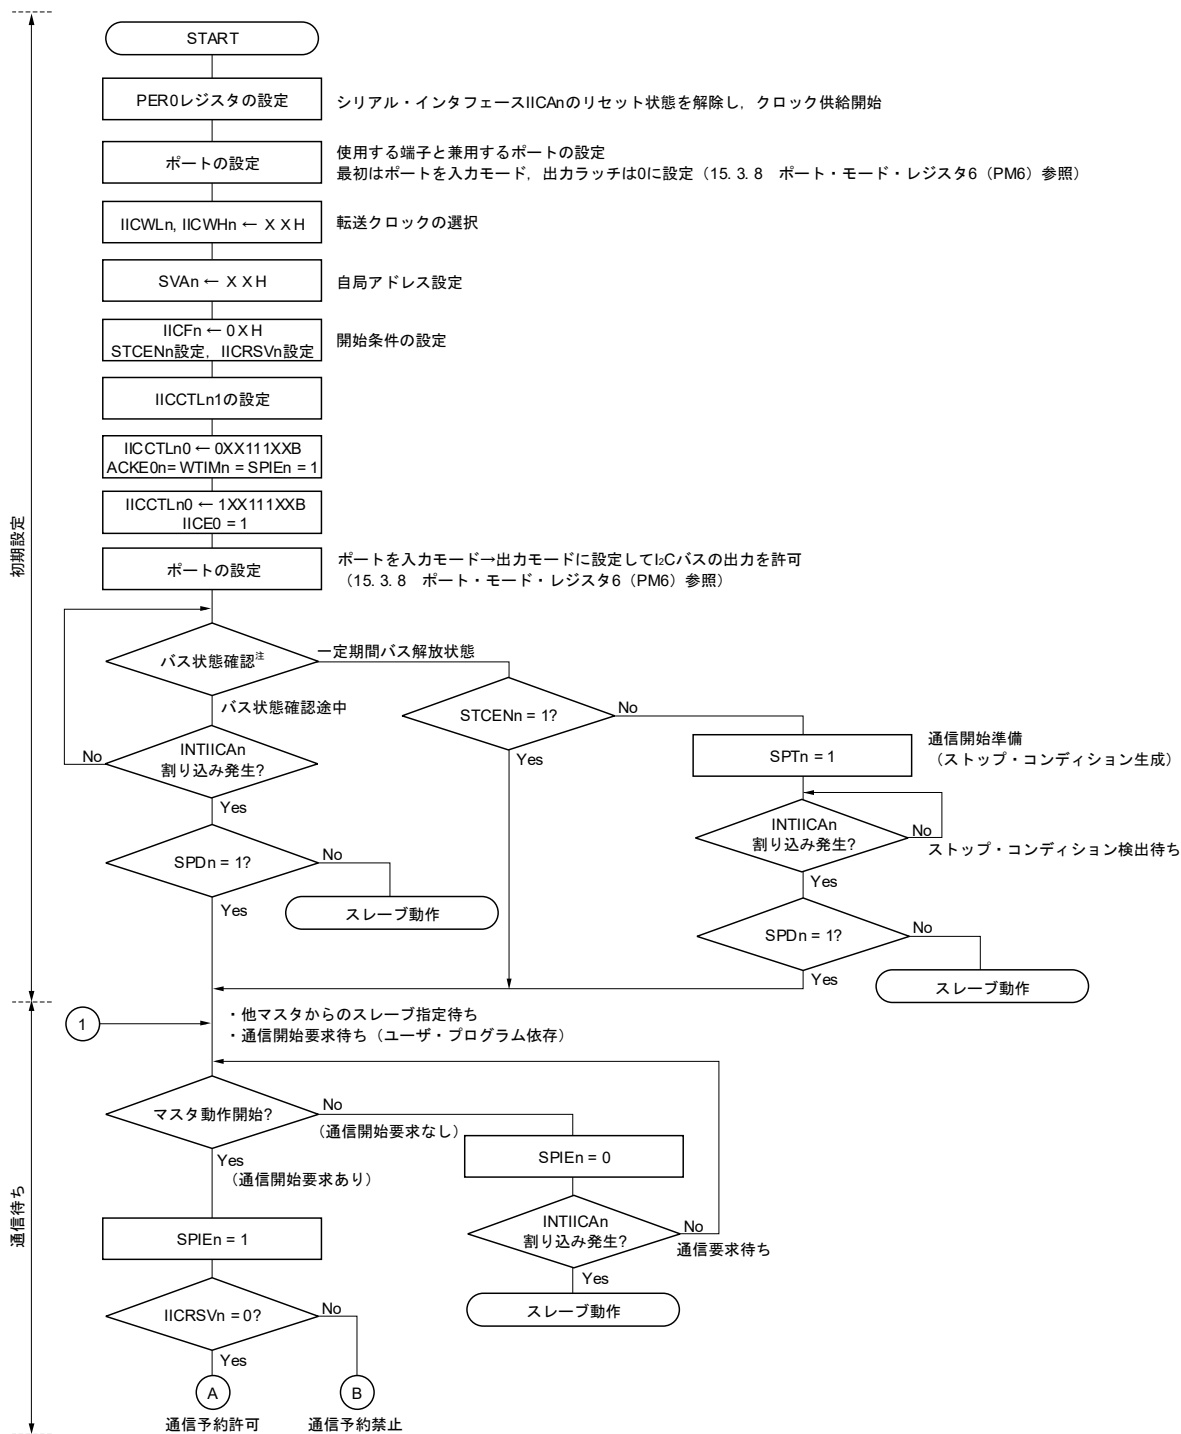 START
PER0レジスタの設定
シリアル・インタフェースIICAnのリセット状態を解除し，クロック供給開始
ポートの設定
使用する端子と兼用するポートの設定
最初はポートを入力モード，出力ラッチは0に設定（15. 3. 8　ポート・モード・レジスタ6（PM6）参照）
IICWLn, IICWHn ← X X H
転送クロックの選択
SVAn ← X X H
自局アドレス設定
IICFn ← 0 X H
STCENn設定，IICRSVn設定
開始条件の設定
IICCTLn1の設定
IICCTLn0 ← 0XX111XXB
ACKE0n= WTIMn = SPIEn = 1
IICCTLn0 ← 1XX111XXB
IICE0 = 1
初期設定
ポートの設定
ポートを入力モード→出力モードに設定してI2Cバスの出力を許可
（15. 3. 8　ポート・モード・レジスタ6（PM6）参照）
バス状態確認注
一定期間バス解放状態
バス状態確認途中
STCENn = 1?
No
Yes
SPTn = 1
通信開始準備
（ストップ・コンディション生成）
INTIICAn
割り込み発生?
No
Yes
INTIICAn
割り込み発生?
No
ストップ・コンディション検出待ち
Yes
SPDn = 1?
No
Yes
スレーブ動作
SPDn = 1?
No
Yes
スレーブ動作
1
・他マスタからのスレーブ指定待ち
・通信開始要求待ち（ユーザ・プログラム依存）
マスタ動作開始?
No
（通信開始要求なし）
Yes
（通信開始要求あり）
SPIEn = 0
通信待ち
SPIEn = 1
INTIICAn
割り込み発生?
No
通信要求待ち
Yes
スレーブ動作
IICRSVn = 0?
No
Yes
A
B
通信予約許可
通信予約禁止